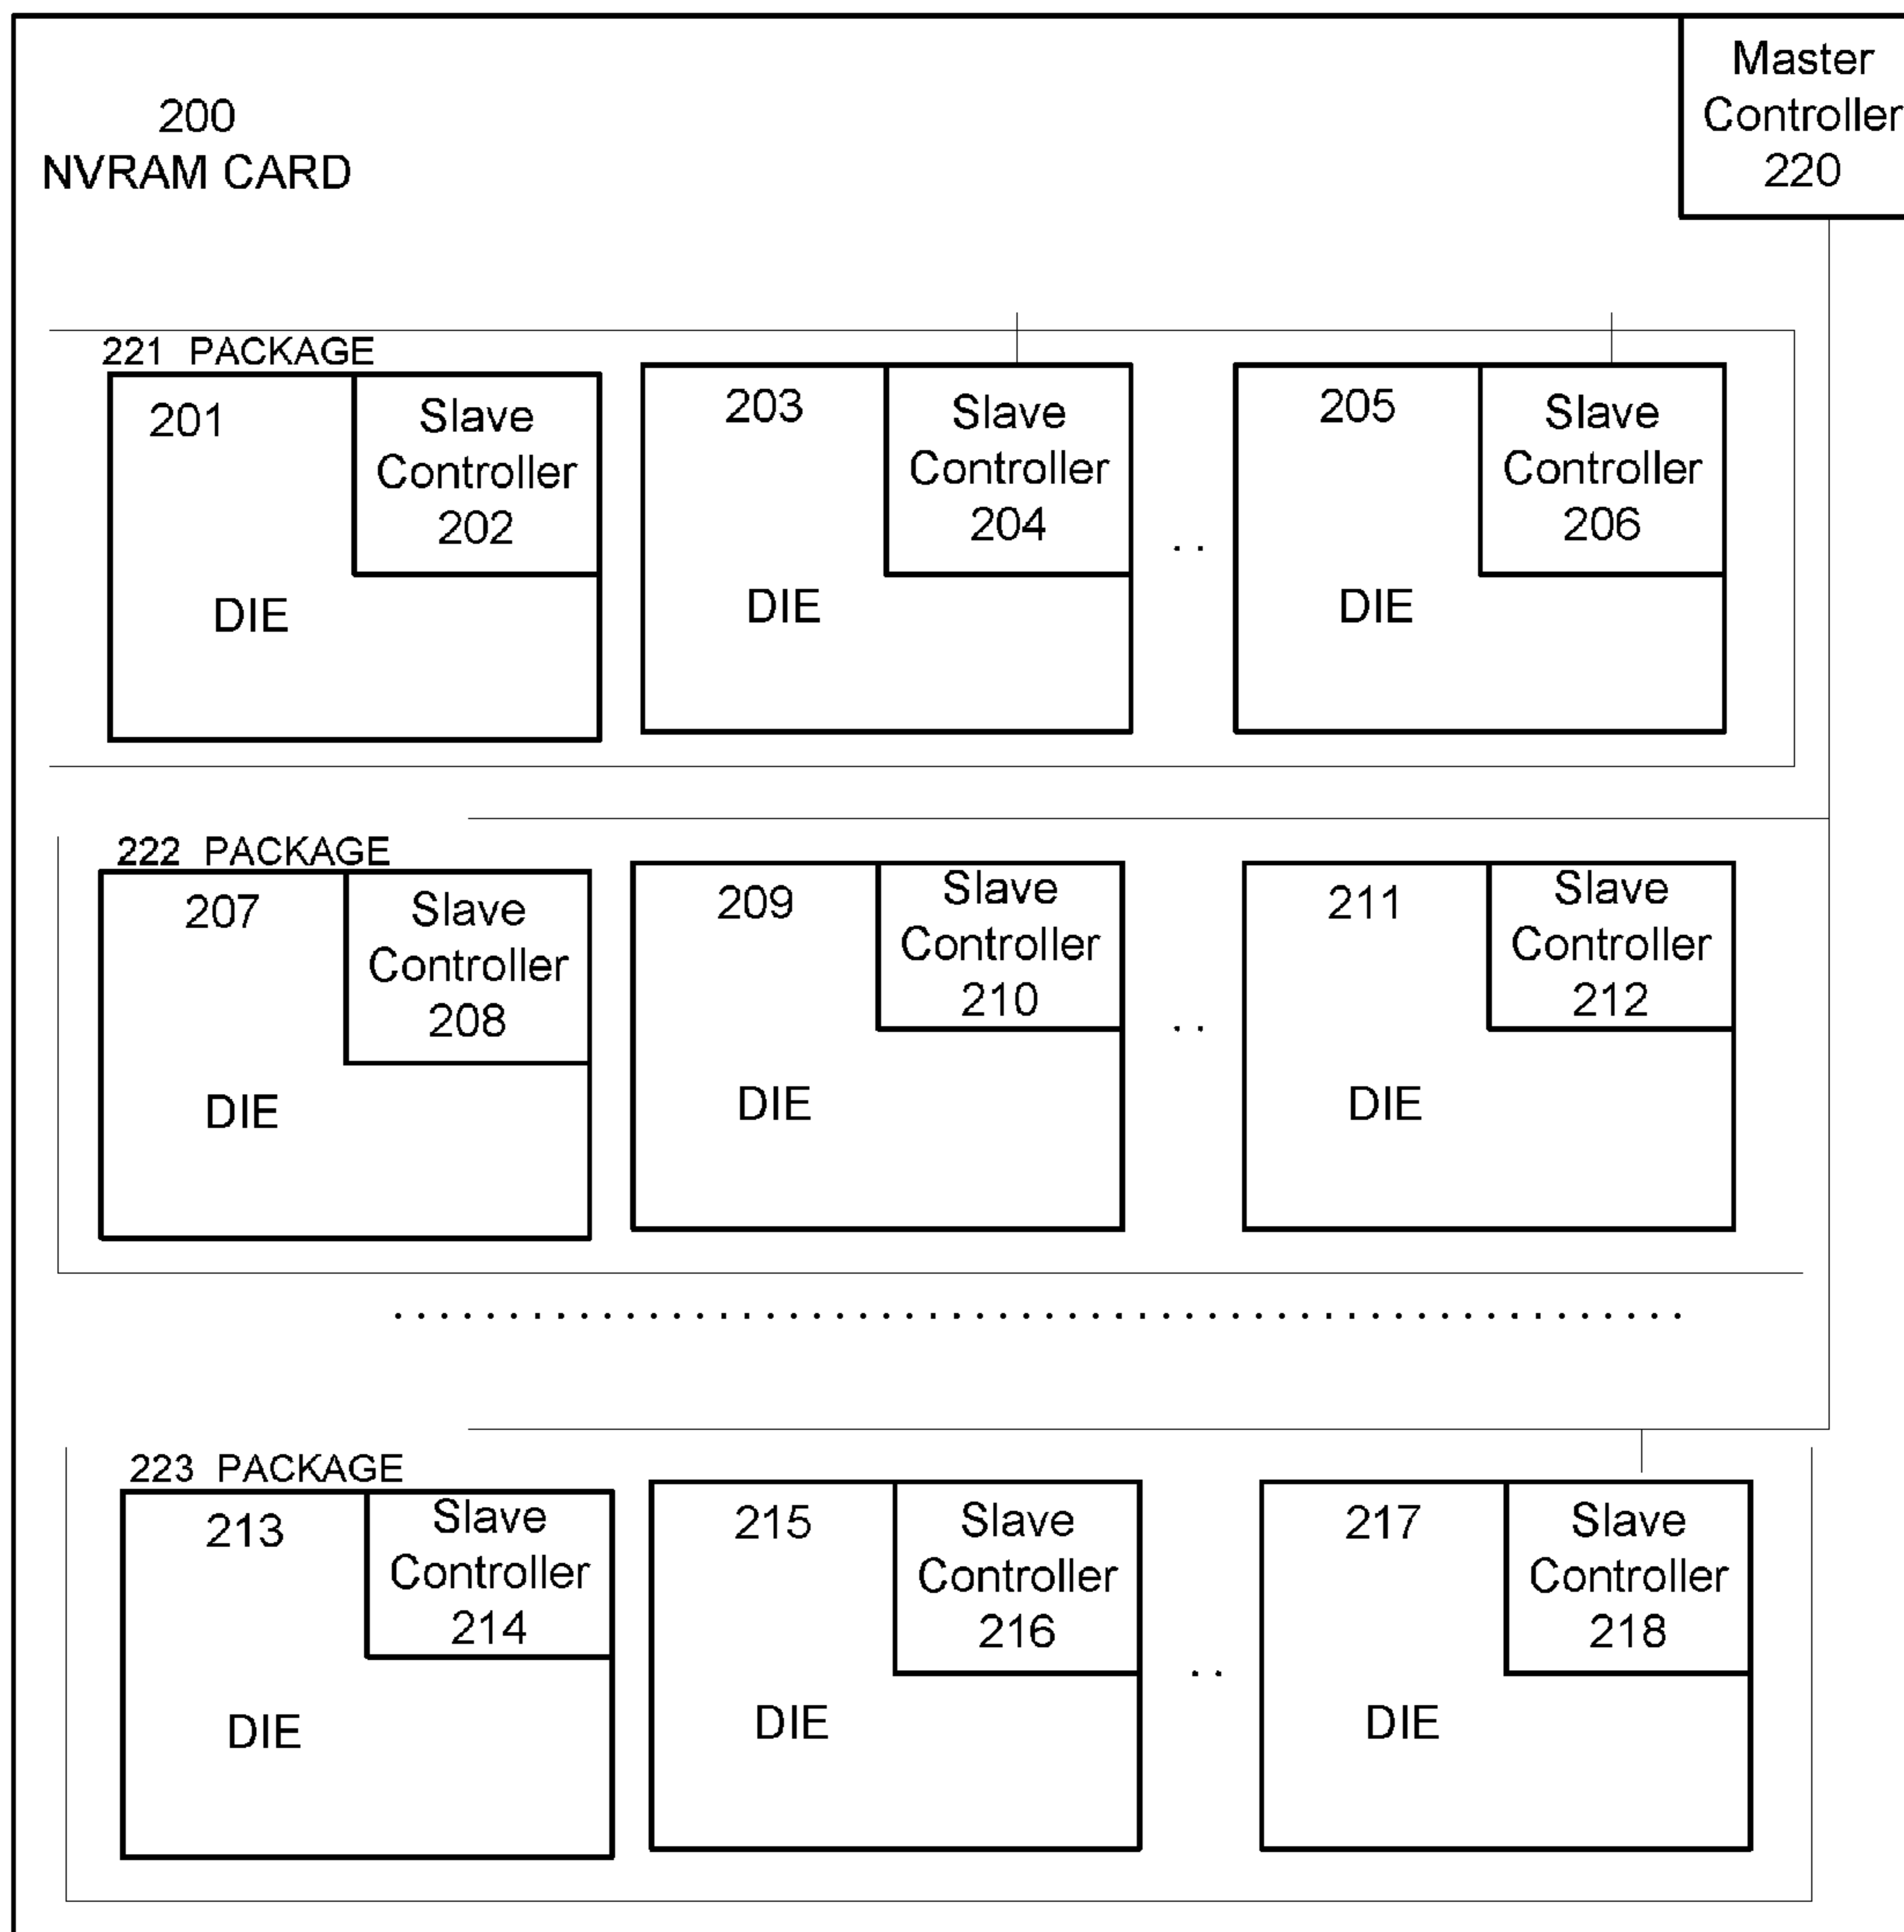 200
NVRAM CARD
Master
Controller
220
221 PACKAGE
201
Slave
Controller
202
DIE
203
Slave
Controller
204
DIE
. .
205
Slave
Controller
206
DIE
222 PACKAGE
207
Slave
Controller
208
DIE
209
Slave
Controller
210
DIE
. .
211
Slave
Controller
212
DIE
223 PACKAGE
213
Slave
Controller
214
DIE
215
Slave
Controller
216
DIE
. .
217
Slave
Controller
218
DIE